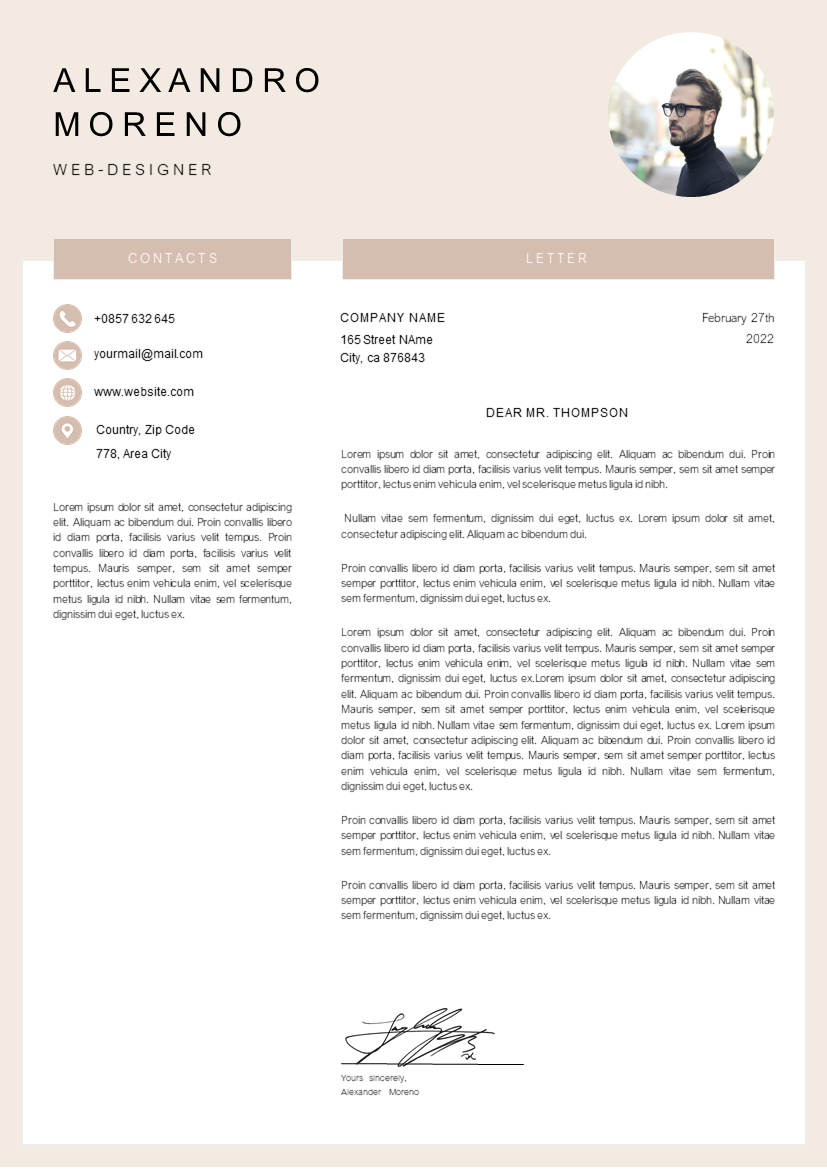 ALEXANDRO
MORENO
WEB-DESIGNER
CONTACTS
+0857 632 645
yourmail@mail.com
www.website.com
Country, Zip Code
778, Area City
Lorem ipsum dolor sit amet, consectetur adipiscing
elit. Aliquam ac bibendum dui. Proin convallis libero
id diam porta, facilisis varius velit tempus. Proin
convallis libero id diam porta, facilisis varius velit
tempus. Mauris semper, sem sit amet semper
porttitor, lectus enim vehicula enim, vel scelerisque
metus ligula id nibh. Nullam vitae sem fermentum,
dignissim dui eget, luctus ex.
LETTER
COMPANY NAME
165 Street NAme
City, ca 876843
February 27th
2022
DEAR MR. THOMPSON
Lorem ipsum dolor sit amet, consectetur adipiscing elit. Aliquam ac bibendum dui. Proin
convallis libero id diam porta, facilisis varius velit tempus. Mauris semper, sem sit amet semper
porttitor, lectus enim vehicula enim, vel scelerisque metus ligula id nibh.
Nullam vitae sem fermentum, dignissim dui eget, luctus ex. Lorem ipsum dolor sit amet,
consectetur adipiscing elit. Aliquam ac bibendum dui.
Proin convallis libero id diam porta, facilisis varius velit tempus. Mauris semper, sem sit amet
semper porttitor, lectus enim vehicula enim, vel scelerisque metus ligula id nibh. Nullam vitae
sem fermentum, dignissim dui eget, luctus ex.
Lorem ipsum dolor sit amet, consectetur adipiscing elit. Aliquam ac bibendum dui. Proin
convallis libero id diam porta, facilisis varius velit tempus. Mauris semper, sem sit amet semper
porttitor, lectus enim vehicula enim, vel scelerisque metus ligula id nibh. Nullam vitae sem
fermentum, dignissim dui eget, luctus ex.Lorem ipsum dolor sit amet, consectetur adipiscing
elit. Aliquam ac bibendum dui. Proin convallis libero id diam porta, facilisis varius velit tempus.
Mauris semper, sem sit amet semper porttitor, lectus enim vehicula enim, vel scelerisque
metus ligula id nibh. Nullam vitae sem fermentum, dignissim dui eget, luctus ex. Lorem ipsum
dolor sit amet, consectetur adipiscing elit. Aliquam ac bibendum dui. Proin convallis libero id
diam porta, facilisis varius velit tempus. Mauris semper, sem sit amet semper porttitor, lectus
enim vehicula enim, vel scelerisque metus ligula id nibh. Nullam vitae sem fermentum,
dignissim dui eget, luctus ex.
Proin convallis libero id diam porta, facilisis varius velit tempus. Mauris semper, sem sit amet
semper porttitor, lectus enim vehicula enim, vel scelerisque metus ligula id nibh. Nullam vitae
sem fermentum, dignissim dui eget, luctus ex.
Proin convallis libero id diam porta, facilisis varius velit tempus. Mauris semper, sem sit amet
semper porttitor, lectus enim vehicula enim, vel scelerisque metus ligula id nibh. Nullam vitae
sem fermentum, dignissim dui eget, luctus ex.
Yours sincerely,
Alexander Moreno